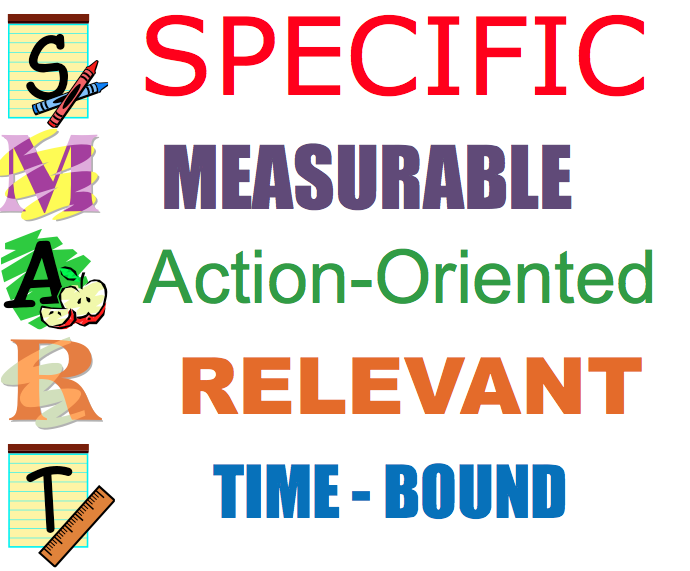 S SPECIFIC
M MEASURABLE
A Action-Oriented
R RELEVANT
T TIME - BOUND